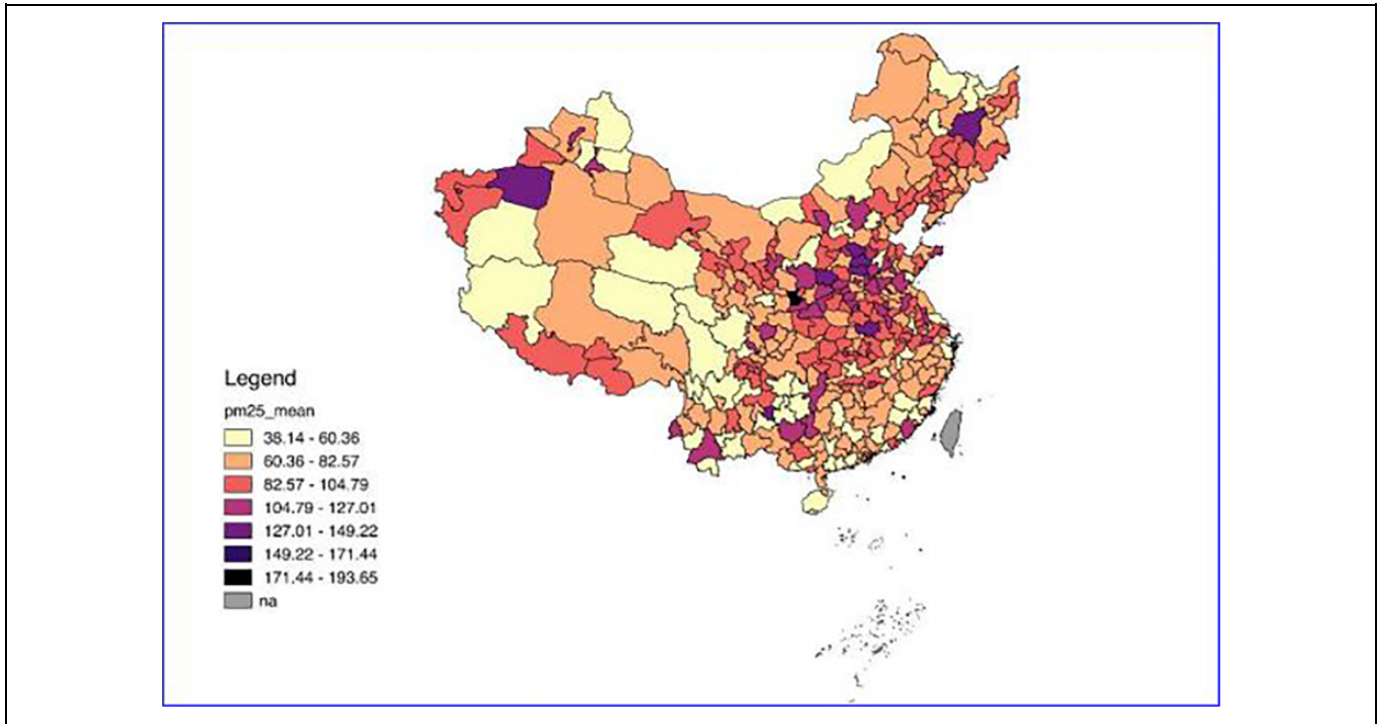 Legend
pm25_mean
38.14 - 60.36
60.36 - 82.57
82.57 - 104.79
104.79 - 127.01
127.01 - 149.22
149.22 - 171.44
171.44 - 193.65
na